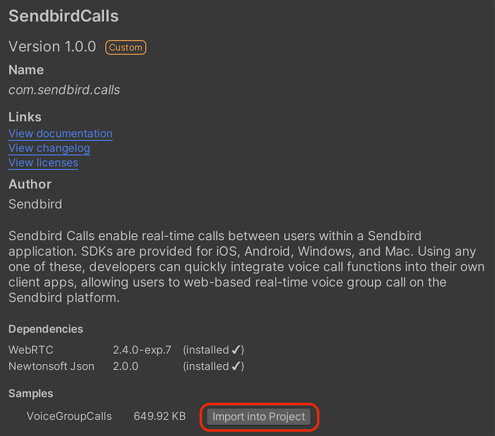 SendbirdCalls
Version 1.0.0 Custom
Name
com.sendbird.calls
Links
View documentation
View changelog
View licenses
Author
Sendbird
Sendbird Calls enable real-time calls between users within a Sendbird
application. SDKs are provided for iOS, Android, Windows, and Mac. Using any
one of these, developers can quickly integrate voice call functions into their own
client apps, allowing users to web-based real-time voice group call on the
Sendbird platform.
Dependencies
WebRTC 2.4.0-exp.7 (installed ✔)
Newtonsoft Json 2.0.0 (installed ✔)
Samples
VoiceGroupCalls 649.92 KB Import into Project